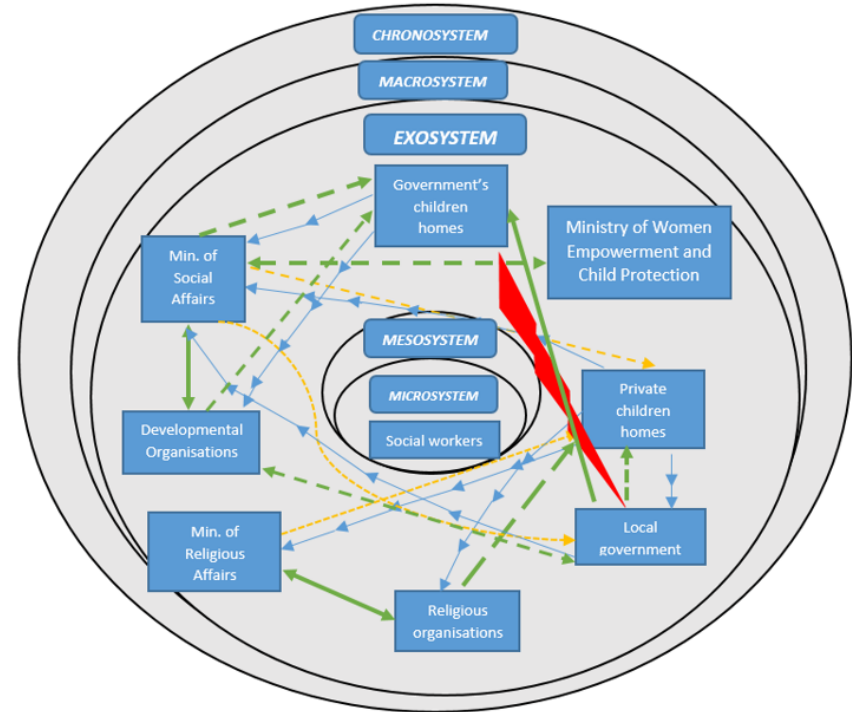 CHRONOSYSTEM
MACROSYSTEM
EXOSYSTEM
Government's
children
homes
Ministry of Women
Empowerment and
Child Protection
Min. of
Social
Affairs
MESOSYSTEM
MICROSYSTEM
Social workers
Private
children
homes
Developmental
Organisations
Min. of
Religious
Affairs
Local
government
Religious
organisations